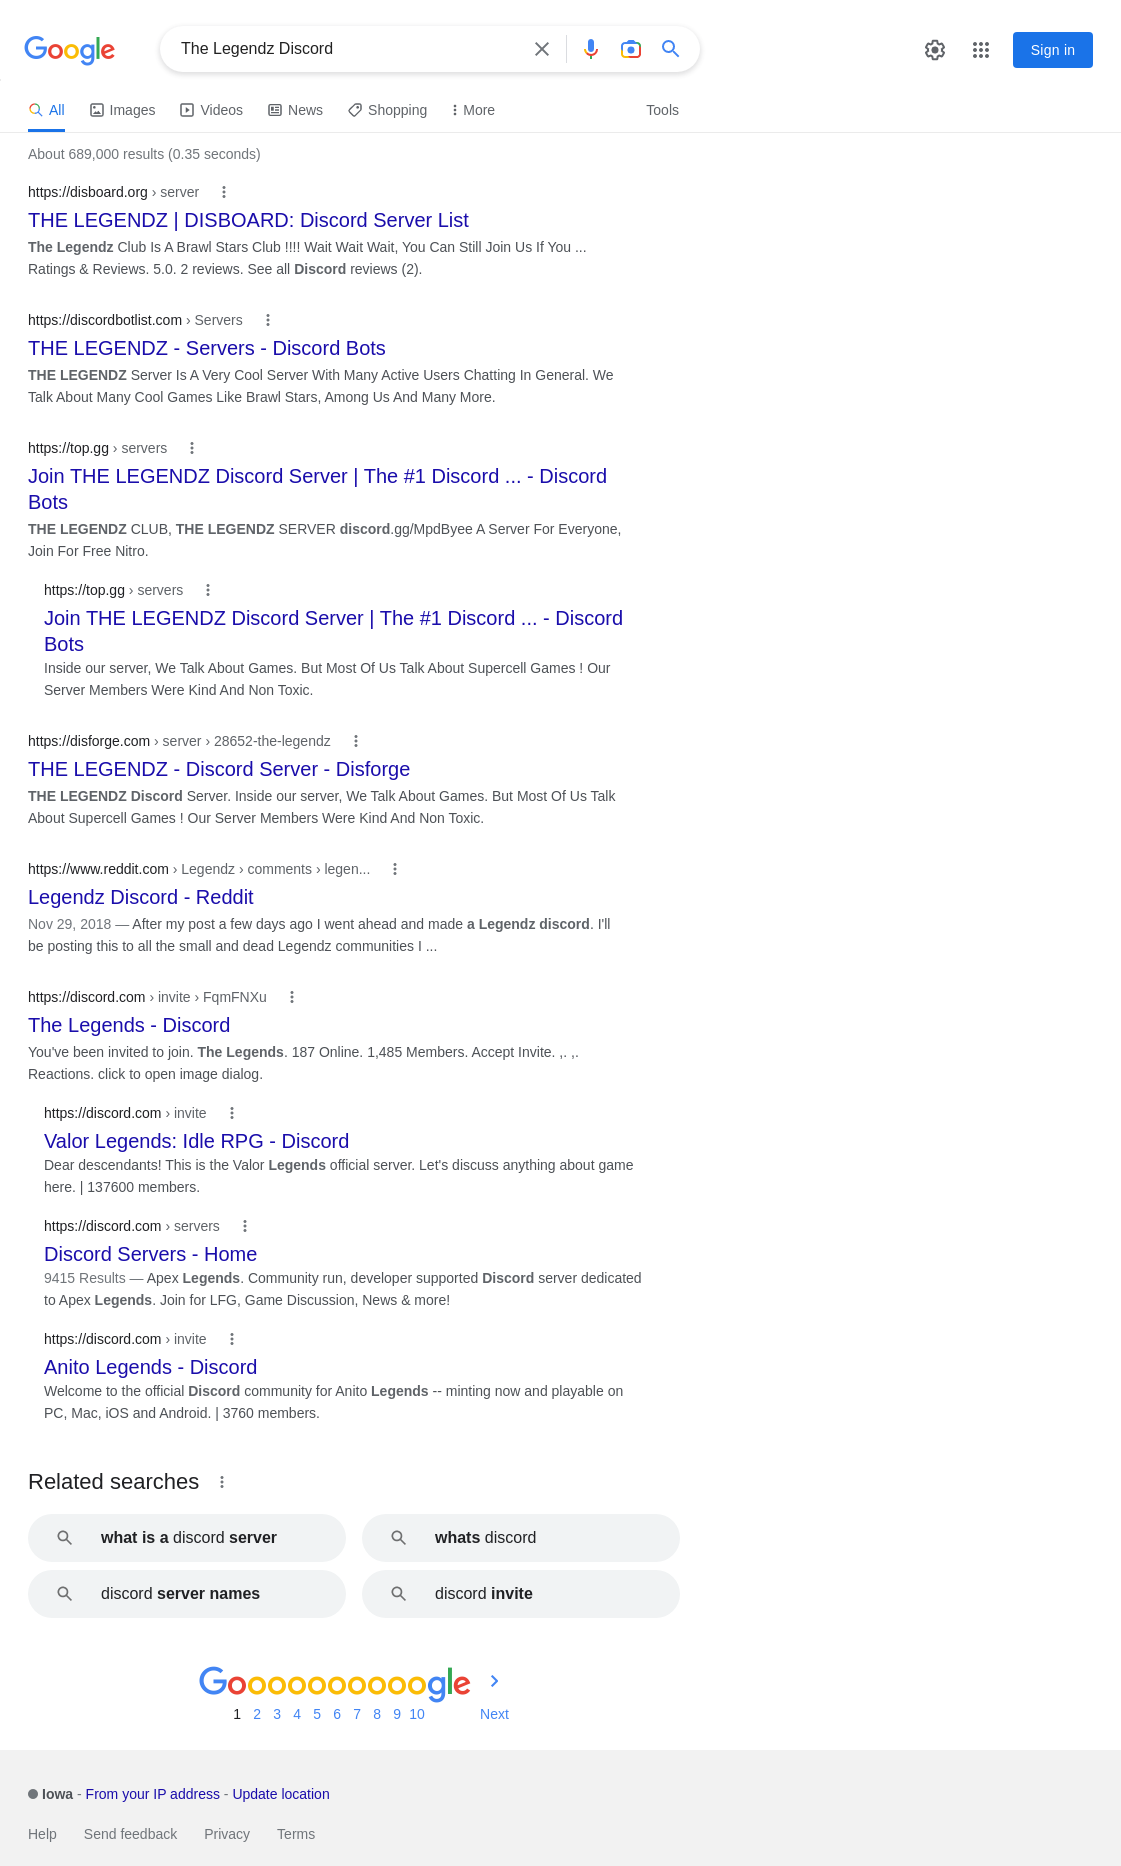 Google
The Legendz Discord
Sign in
All Images Videos News Shopping More Tools
About 689,000 results (0.35 seconds)
https://disboard.org › server
THE LEGENDZ | DISBOARD: Discord Server List
The Legendz Club Is A Brawl Stars Club !!!! Wait Wait Wait, You Can Still Join Us If You ...
Ratings & Reviews. 5.0. 2 reviews. See all Discord reviews (2).
https://discordbotlist.com › Servers
THE LEGENDZ - Servers - Discord Bots
THE LEGENDZ Server Is A Very Cool Server With Many Active Users Chatting In General. We
Talk About Many Cool Games Like Brawl Stars, Among Us And Many More.
https://top.gg › servers
Join THE LEGENDZ Discord Server | The #1 Discord ... - Discord
Bots
THE LEGENDZ CLUB, THE LEGENDZ SERVER discord.gg/MpdByee A Server For Everyone,
Join For Free Nitro.
https://top.gg › servers
Join THE LEGENDZ Discord Server | The #1 Discord ... - Discord
Bots
Inside our server, We Talk About Games. But Most Of Us Talk About Supercell Games ! Our
Server Members Were Kind And Non Toxic.
https://disforge.com › server › 28652-the-legendz
THE LEGENDZ - Discord Server - Disforge
THE LEGENDZ Discord Server. Inside our server, We Talk About Games. But Most Of Us Talk
About Supercell Games ! Our Server Members Were Kind And Non Toxic.
https://www.reddit.com › Legendz › comments › legen...
Legendz Discord - Reddit
Nov 29, 2018 — After my post a few days ago I went ahead and made a Legendz discord. I'll
be posting this to all the small and dead Legendz communities I ...
https://discord.com › invite › FqmFNXu
The Legends - Discord
You've been invited to join. The Legends. 187 Online. 1,485 Members. Accept Invite. ,. ,.
Reactions. click to open image dialog.
https://discord.com › invite
Valor Legends: Idle RPG - Discord
Dear descendants! This is the Valor Legends official server. Let's discuss anything about game
here. | 137600 members.
https://discord.com › servers
Discord Servers - Home
9415 Results — Apex Legends. Community run, developer supported Discord server dedicated
to Apex Legends. Join for LFG, Game Discussion, News & more!
https://discord.com › invite
Anito Legends - Discord
Welcome to the official Discord community for Anito Legends -- minting now and playable on
PC, Mac, iOS and Android. | 3760 members.
Related searches
what is a discord server
whats discord
discord server names
discord invite
Goooooooooogle
1 2 3 4 5 6 7 8 9 10 Next
Iowa - From your IP address - Update location
Help Send feedback Privacy Terms